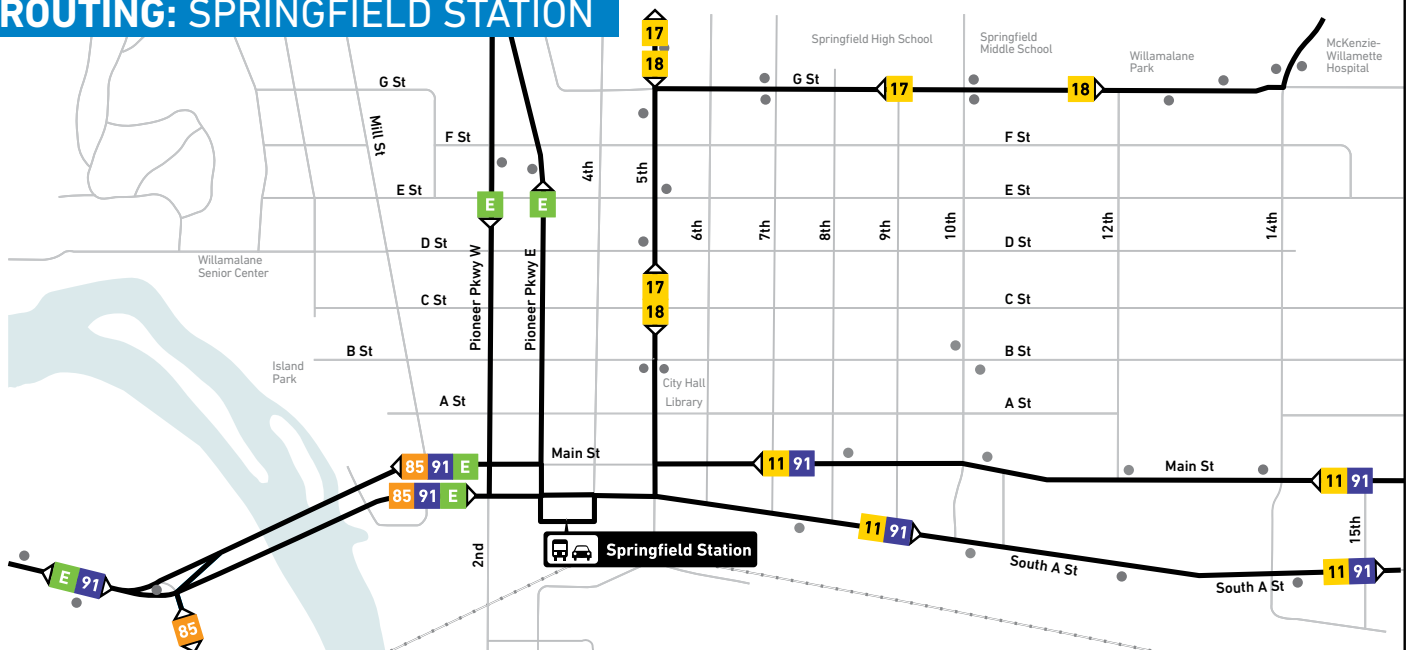 ROUTING: SPRINGFIELD STATION
17
18
Springfield High School
Springfield
Middle School
Willamalane
Park
McKenzie-
Willamette
Hospital
G St
G St
17
18
Mill St
F St
F St
4th
5th
E St
E St
E
E
6th
7th
8th
9th
10th
12th
14th
D St
D St
Willamalane
Senior Center
Pioneer Pkwy W
Pioneer Pkwy E
17
18
C St
C St
B St
B St
Island
Park
City Hall
Library
A St
A St
Main St
85 91 E
11 91
Main St
11 91
85 91 E
11 91
15th
2nd
Springfield Station
South A St
11 91
South A St
E 91
85